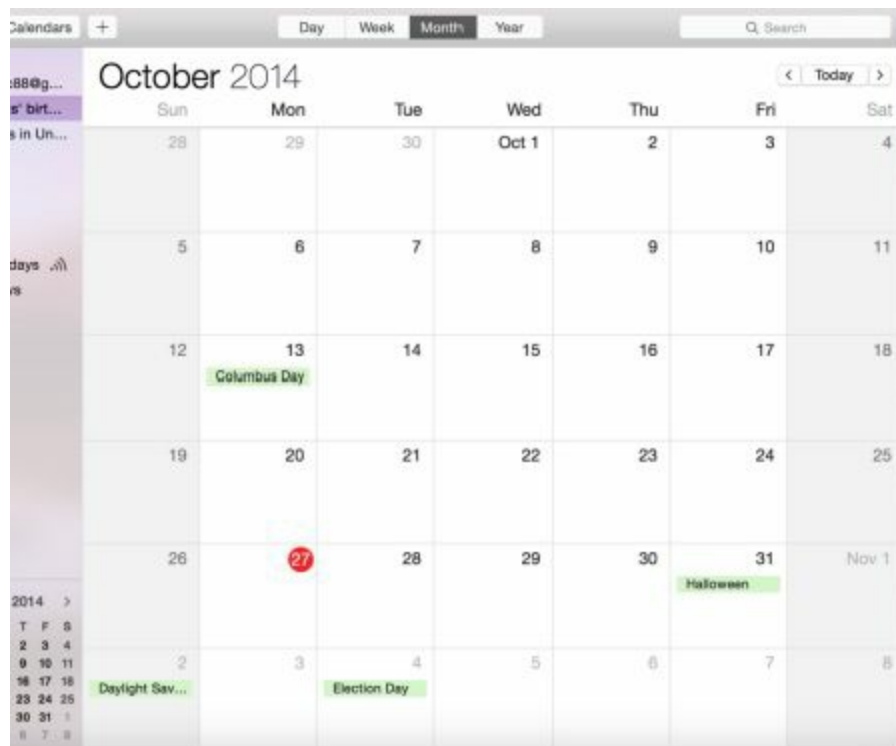 Calendars + Day Week Month Year Search
:88@g...
October 2014 < Today >
s' birt...
Sun Mon Tue Wed Thu Fri Sat
s in Un...
28 29 30 Oct 1 2 3 4
5 6 7 8 9 10 11
days
ys
12 13 14 15 16 17 18
Columbus Day
19 20 21 22 23 24 25
26 27 28 29 30 31 Nov 1
Halloween
2014 >
T F S
2 3 4
9 10 11
16 17 18
23 24 25
30 31 1
6 7 8
2 3 4 5 6 7 8
Daylight Sav... Election Day